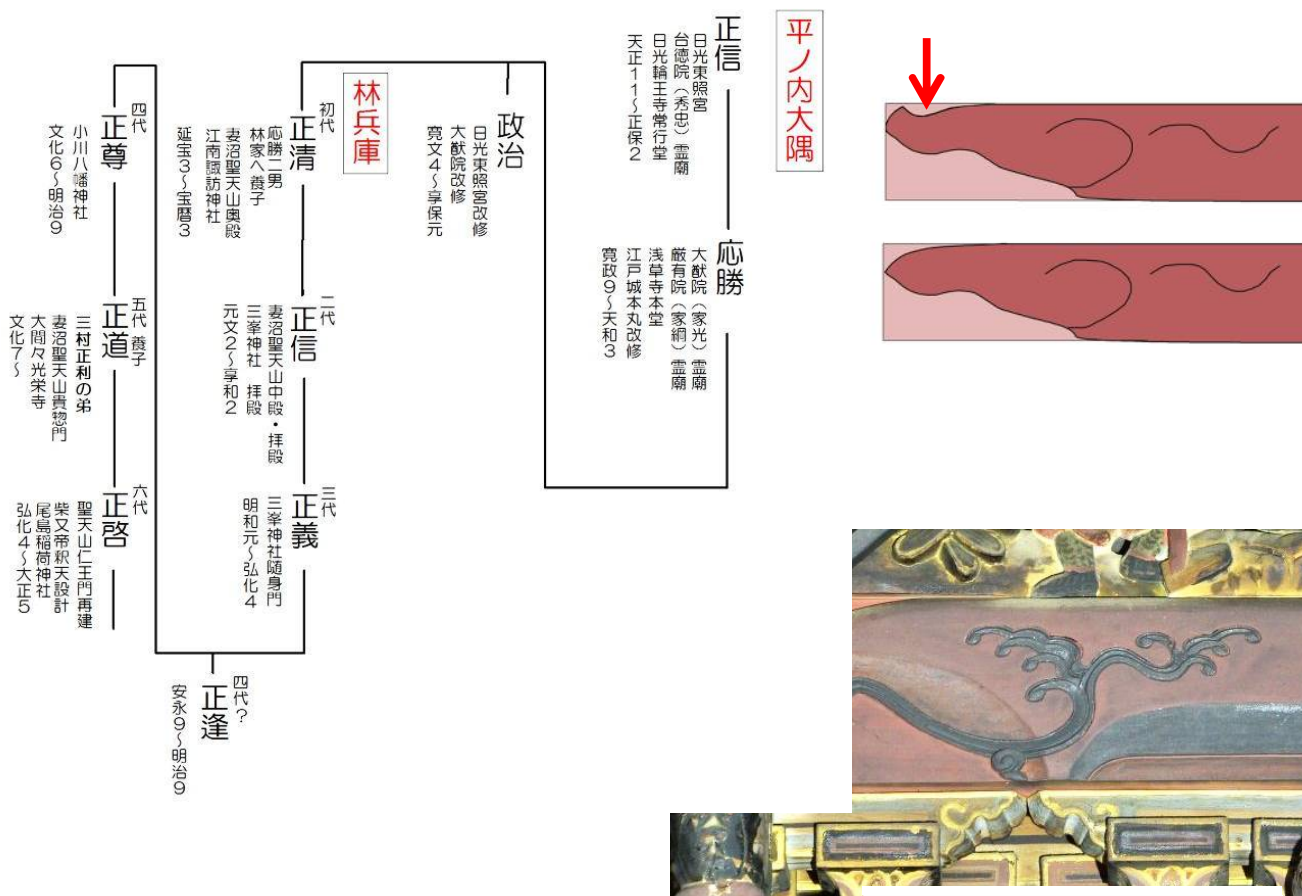 平ノ内大隅
正信
日光東照宮
台徳院（秀忠）霊廟
日光輪王寺常行堂
天正１１～正保２
応勝
大猷院（家光）霊廟
厳有院（家綱）霊廟
浅草寺本堂
江戸城本丸改修
寛政９～天和３
政治
日光東照宮改修
大猷院改修
寛文４～享保元
林兵庫
初代
正清
応勝二男
林家へ養子
妻沼聖天山奥殿
江南諏訪神社
延宝３～宝暦３
二代
正信
妻沼聖天山中殿・拝殿
三峯神社　拝殿
元文２～享和２
三代
正義
三峯神社随身門
明和元～弘化４
四代？
正逢
安永９～明治９
四代
正尊
小川八幡神社
文化６～明治９
五代 養子
正道
三村正利の弟
妻沼聖天山貴惣門
大間々光栄寺
文化７～
六代
正啓
聖天山仁王門再建
柴又帝釈天設計
尾島稲荷神社
弘化４～大正５